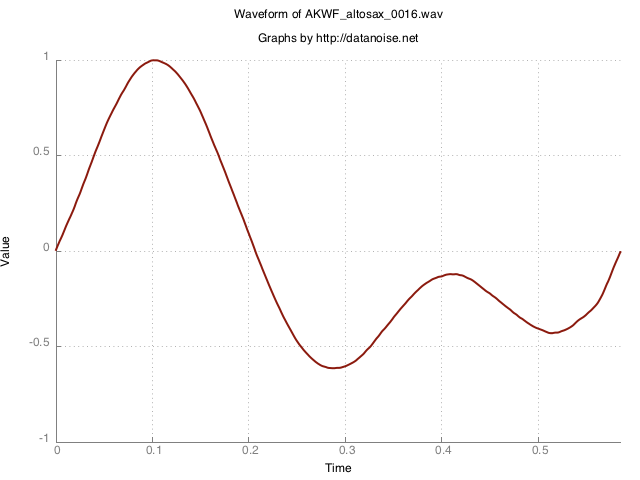 Waveform of AKWF_altosax_0016.wav
Graphs by http://datanoise.net
1
0.5
0
-0.5
-1
Value
0 0.1 0.2 0.3 0.4 0.5
Time